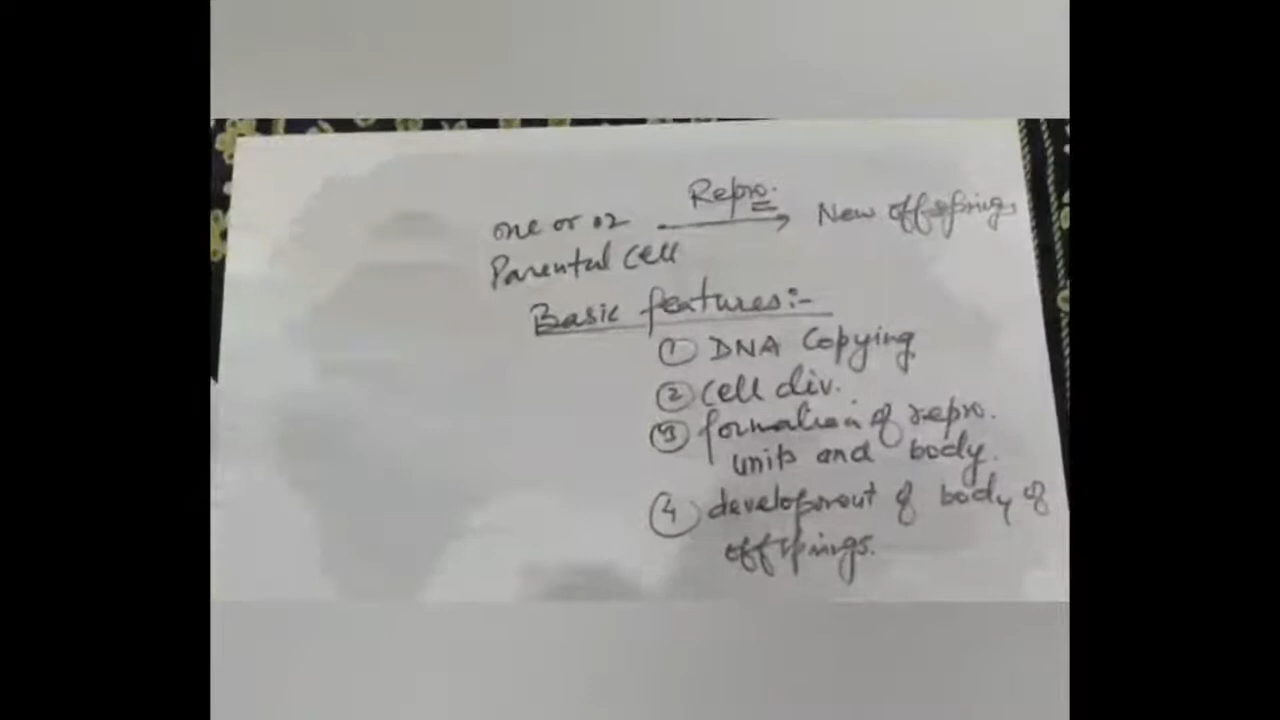 Repro.
one or 02 → New offsprings
Parental Cell
Basic features:-
① DNA Copying
② Cell div.
③ formation of repro.
units and body.
④ development of body of
offsprings.